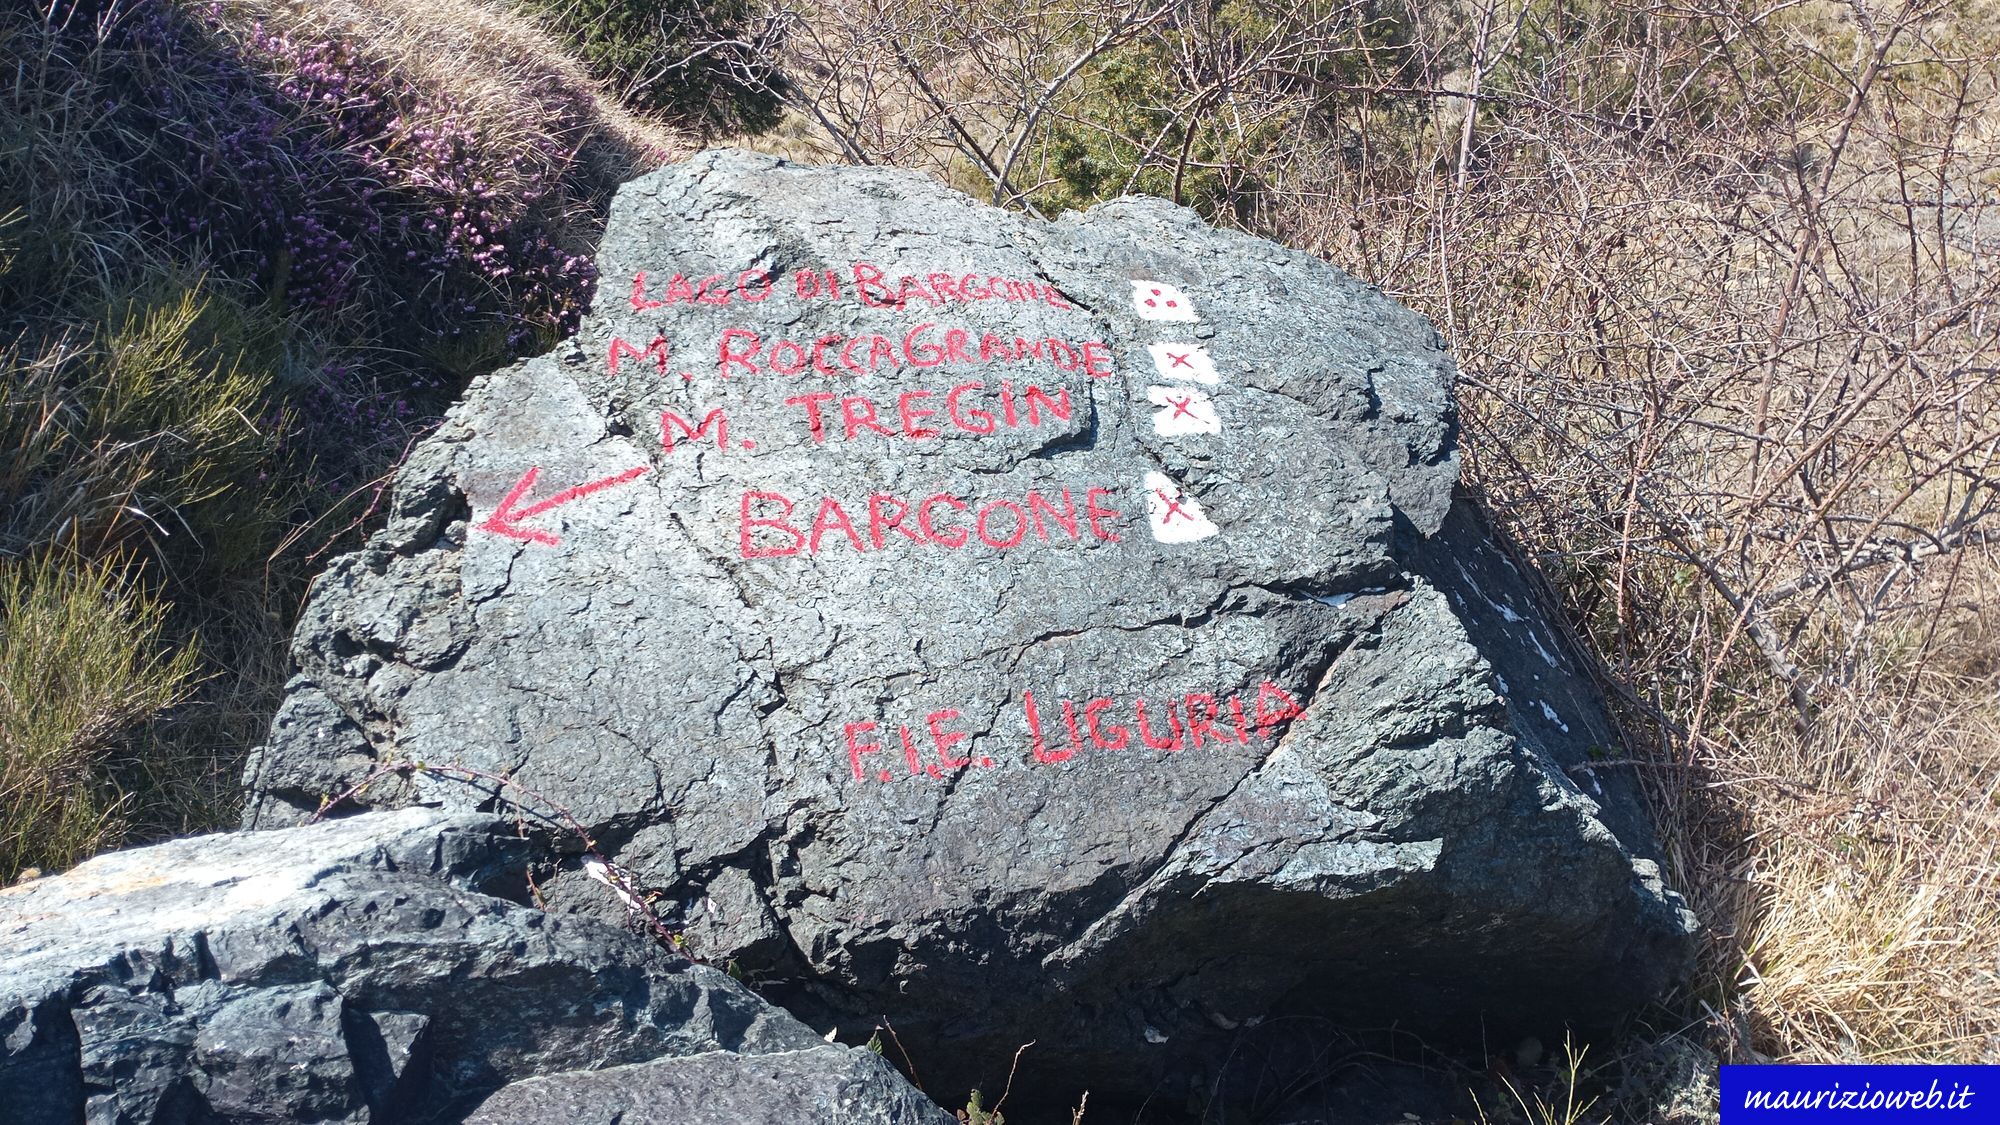 LAGO DI BARGONE
M. ROCCAGRANDE
M. TREGIN
BARGONE
F.I.E. LIGURIA
maurizioweb.it